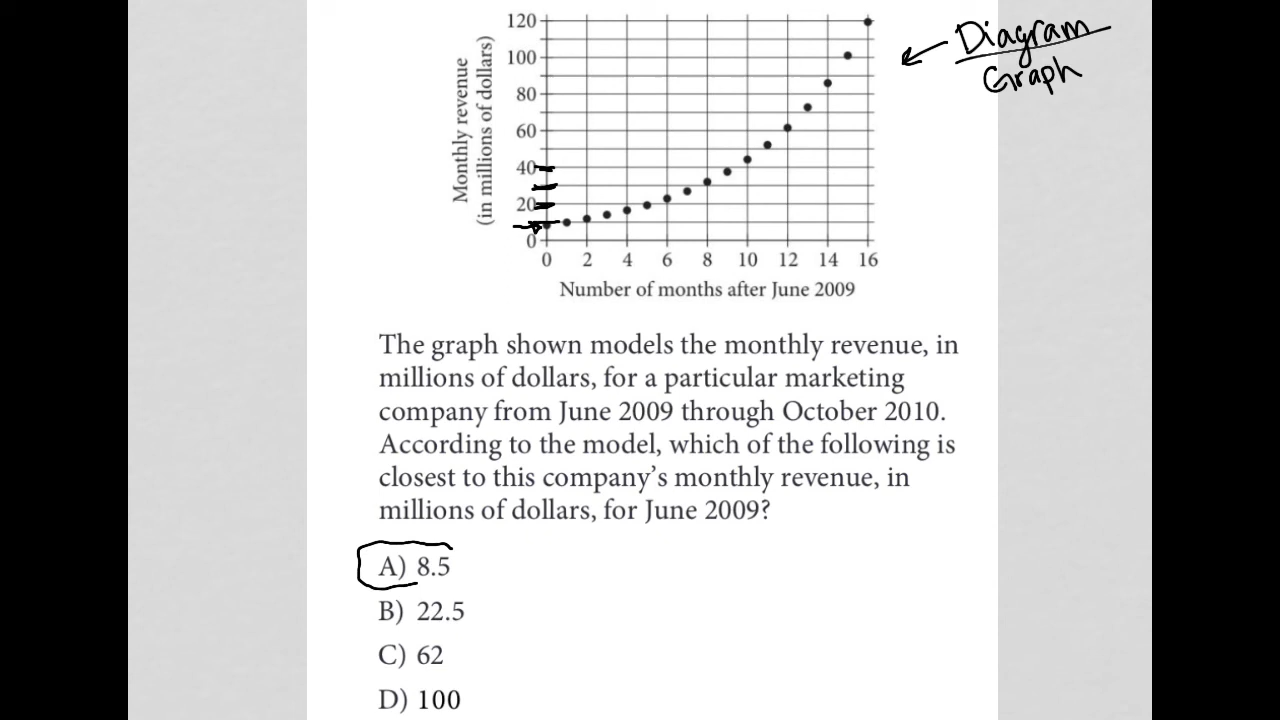 120
100
80
60
40
20
0
Monthly revenue
(in millions of dollars)
0 2 4 6 8 10 12 14 16
Number of months after June 2009
Diagram
Graph
The graph shown models the monthly revenue, in
millions of dollars, for a particular marketing
company from June 2009 through October 2010.
According to the model, which of the following is
closest to this company’s monthly revenue, in
millions of dollars, for June 2009?
A) 8.5
B) 22.5
C) 62
D) 100